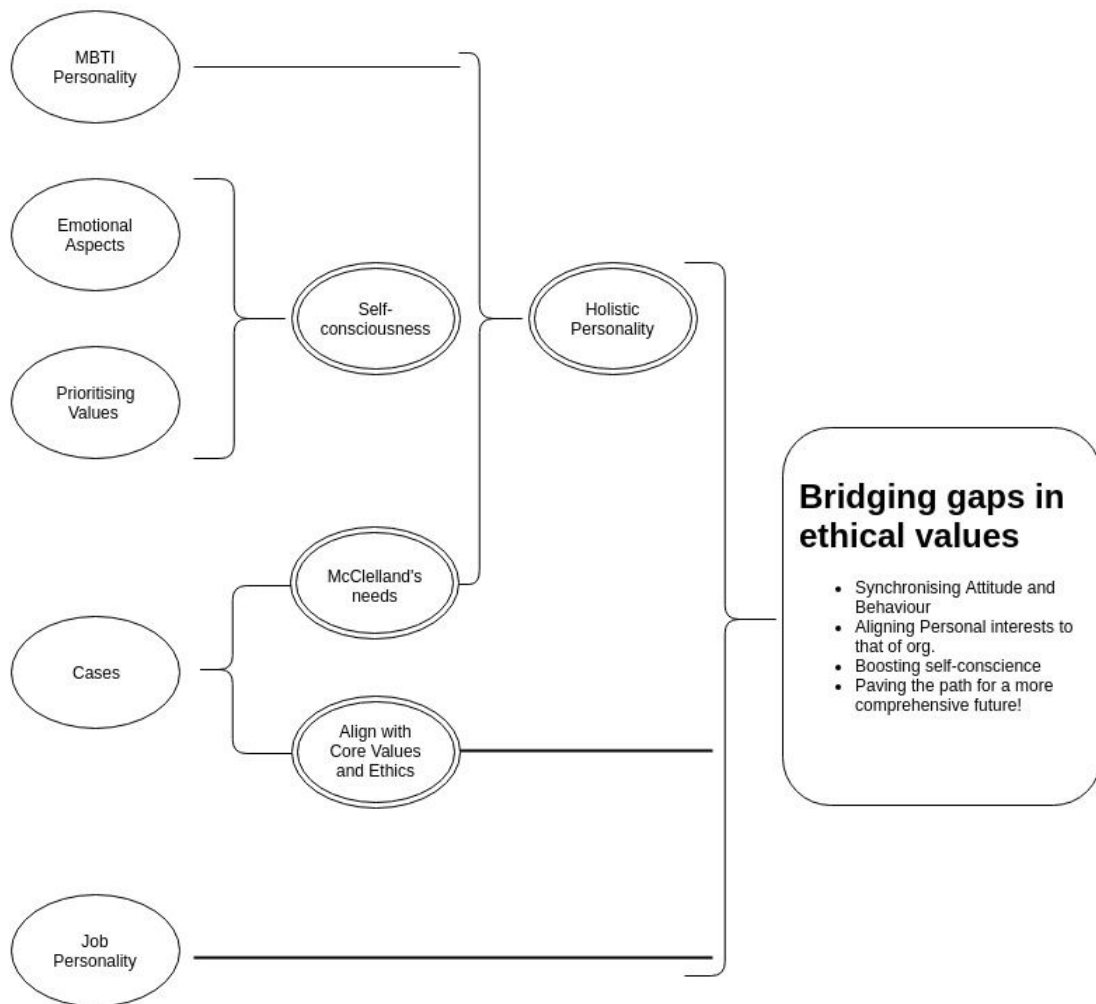 MBTI
Personality
Emotional
Aspects
Prioritising
Values
Self-
consciousness
Holistic
Personality
McClelland's
needs
Cases
Align with
Core Values
and Ethics
Job
Personality
Bridging gaps in
ethical values
• Synchronising Attitude and
Behaviour
• Aligning Personal interests to
that of org.
• Boosting self-conscience
• Paving the path for a more
comprehensive future!